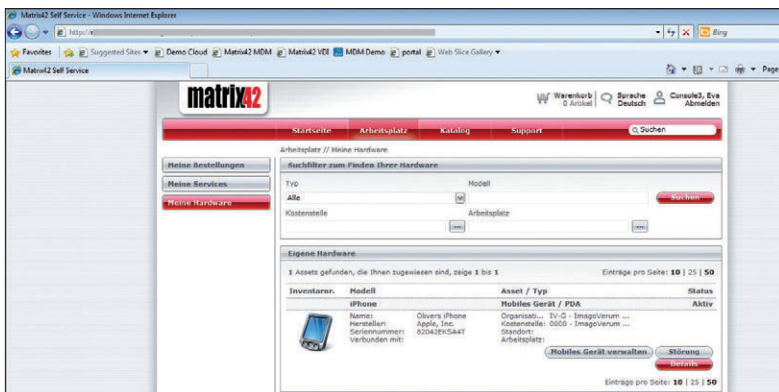 Matrix42 Self Service - Windows Internet Explorer
http://
Bing
Favorites Suggested Sites Demo Cloud Matrix42 MDM Matrix42 VDI MDM Demo portal Web Slice Gallery
Matrix42 Self Service
Page
matrix42
Warenkorb
0 Artikel
Sprache
Deutsch
Console3, Eva
Abmelden
Startseite Arbeitsplatz Katalog Support Suchen
Arbeitsplatz // Meine Hardware
Meine Bestellungen
Meine Services
Meine Hardware
Suchfilter zum Finden Ihrer Hardware
Typ Modell
Alle Suchen
Kostenstelle Arbeitsplatz
Eigene Hardware
1 Assets gefunden, die Ihnen zugewiesen sind, zeige 1 bis 1 Einträge pro Seite: 10 | 25 | 50
Inventarnr. Modell Asset / Typ Status
iPhone Mobiles Gerät / PDA Aktiv
Name: Olivers iPhone Organisati... IV-G - ImageVerum ...
Hersteller: Apple, Inc. Kostenstelle: 0000 - ImageVerum ...
Seriennummer: 82042EKSA4T Standort:
Verbunden mit: Arbeitsplatz:
Mobiles Gerät verwalten Störung
Details
Einträge pro Seite: 10 | 25 | 50